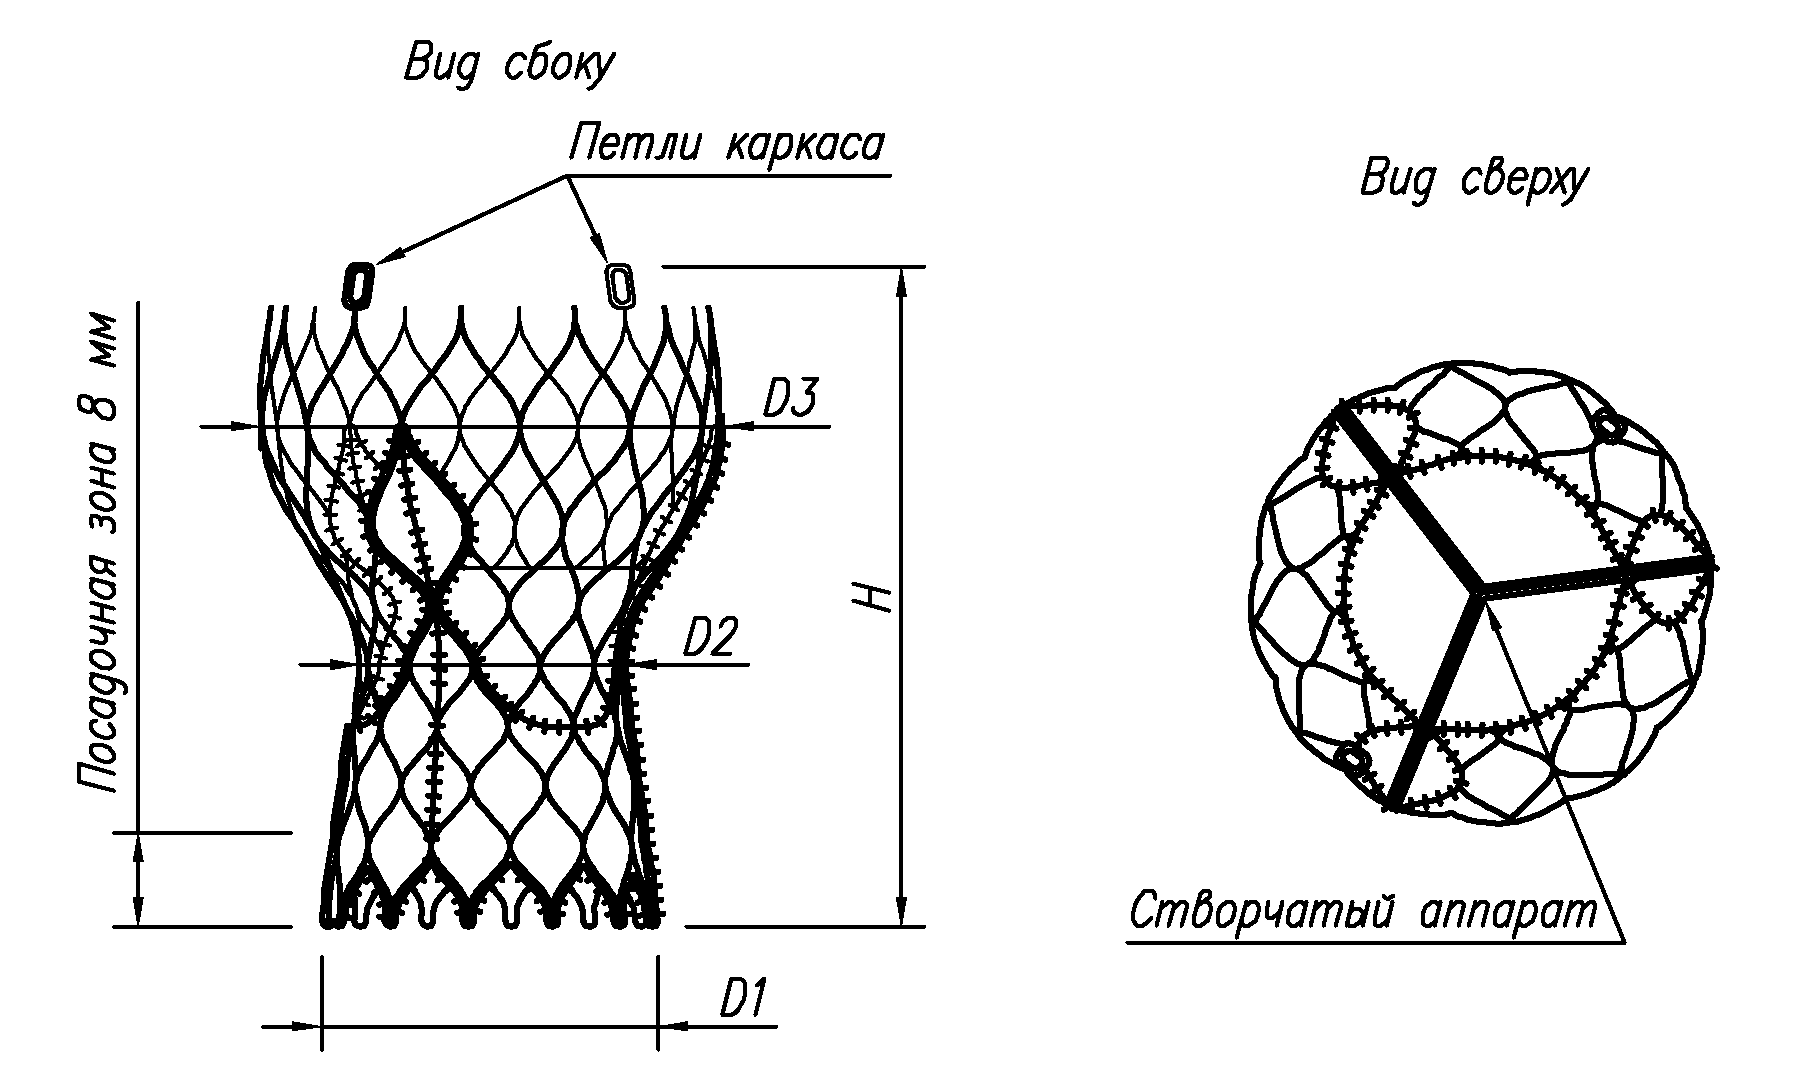 Вид сбоку
Петли каркаса
Вид сверху
Посадочная зона 8 мм
D3
H
D2
Створчатый аппарат
D1